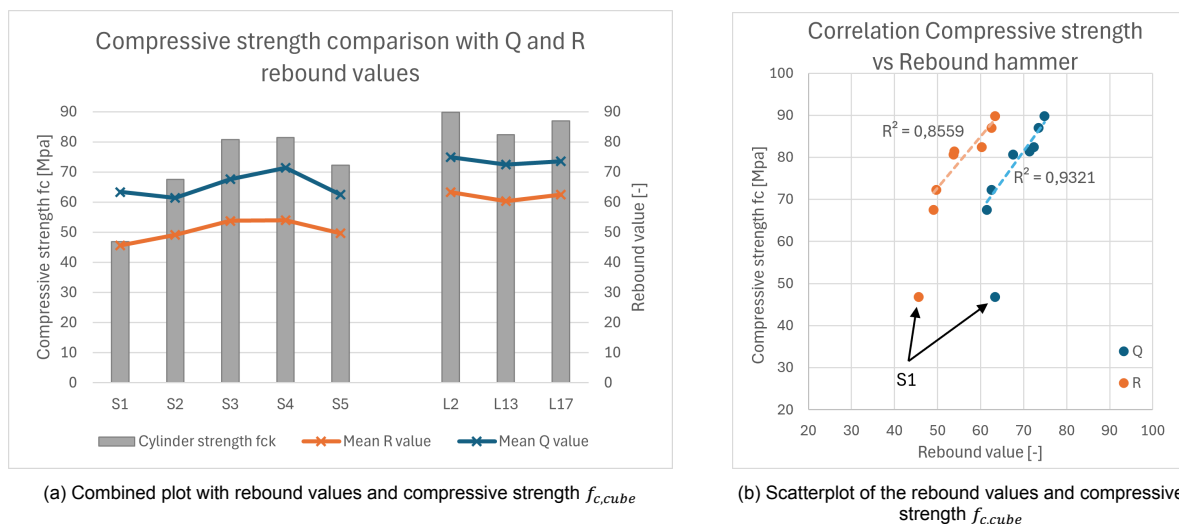 Compressive strength comparison with Q and R
rebound values
Compressive strength fc [Mpa]
90
80
70
60
50
40
30
20
10
0
90
80
70
60
50
40
30
20
10
0
Rebound value [-]
S1 S2 S3 S4 S5 L2 L13 L17
Cylinder strength fck Mean R value Mean Q value
(a) Combined plot with rebound values and compressive strength f_{c,cube}
Correlation Compressive strength
vs Rebound hammer
Compressive strength fc [Mpa]
100
90
80
70
60
50
40
30
20
R² = 0,8559
R² = 0,9321
S1
Q
R
20 30 40 50 60 70 80 90 100
Rebound value [-]
(b) Scatterplot of the rebound values and compressive
strength f_{c,cube}